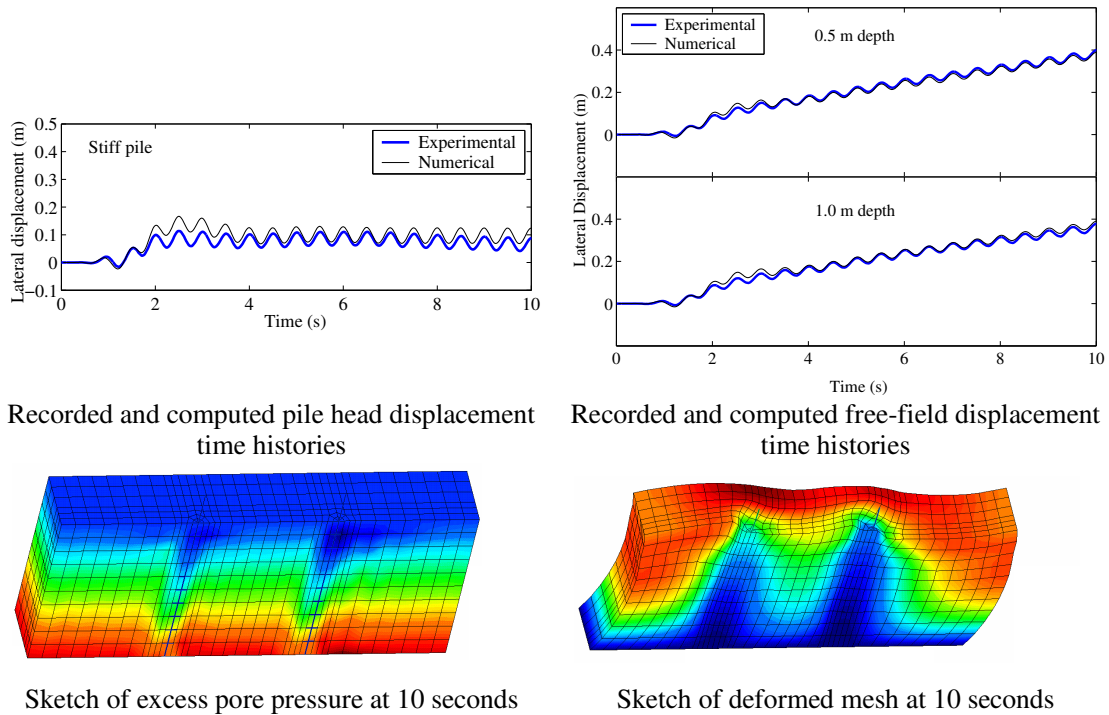 0.5
0.4
0.3
0.2
0.1
0
−0.1
Lateral displacement (m)
Stiff pile
Experimental
Numerical
0 2 4 6 8 10
Time (s)
Experimental
Numerical
0.5 m depth
0.4
0.2
0
Lateral Displacement (m)
1.0 m depth
0.4
0.2
0
0 2 4 6 8 10
Time (s)
Recorded and computed pile head displacement
time histories
Recorded and computed free-field displacement
time histories
Sketch of excess pore pressure at 10 seconds
Sketch of deformed mesh at 10 seconds